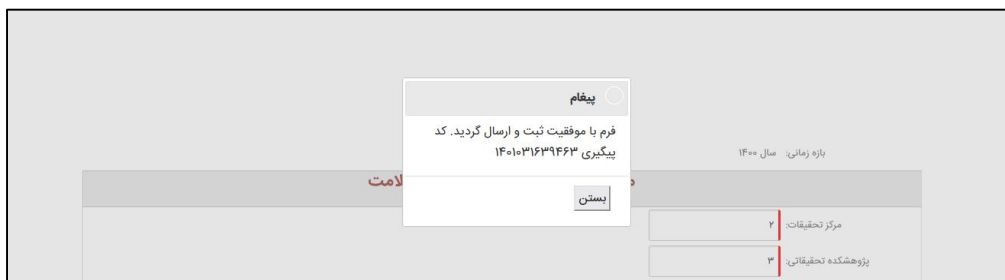 پیغام
فرم با موفقیت ثبت و ارسال گردید. کد
پیگیری ۱۴۰۱۰۳۱۶۳۹۴۶۳
بستن
بازه زمانی: سال ۱۴۰۰
مرکز تحقیقات: ۲
پژوهشکده تحقیقاتی: ۳